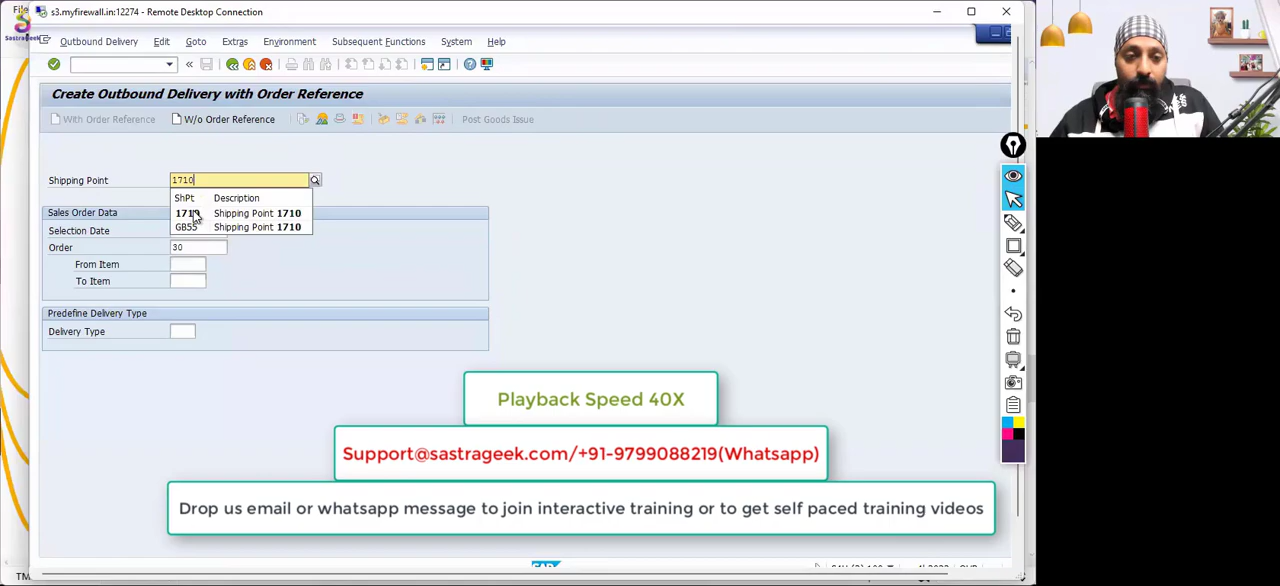 File
s3.myfirewall.in:12274 - Remote Desktop Connection
SastraGeek
Outbound Delivery Edit Goto Extras Environment Subsequent Functions System Help
Create Outbound Delivery with Order Reference
With Order Reference W/o Order Reference Post Goods Issue
Shipping Point 1710
ShPt Description
Sales Order Data 1710 Shipping Point 1710
Selection Date GB55 Shipping Point 1710
Order 30
From Item
To Item
Predefine Delivery Type
Delivery Type
Playback Speed 40X
Support@sastrageek.com/+91-9799088219(Whatsapp)
Drop us email or whatsapp message to join interactive training or to get self paced training videos
SAP